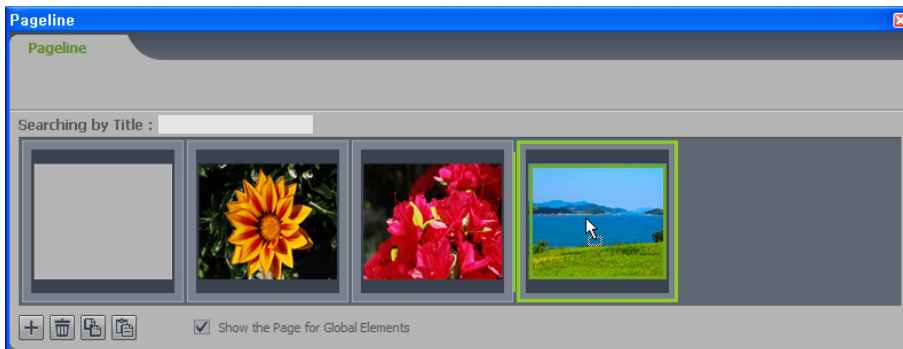 Pageline
Pageline
Searching by Title :
Show the Page for Global Elements